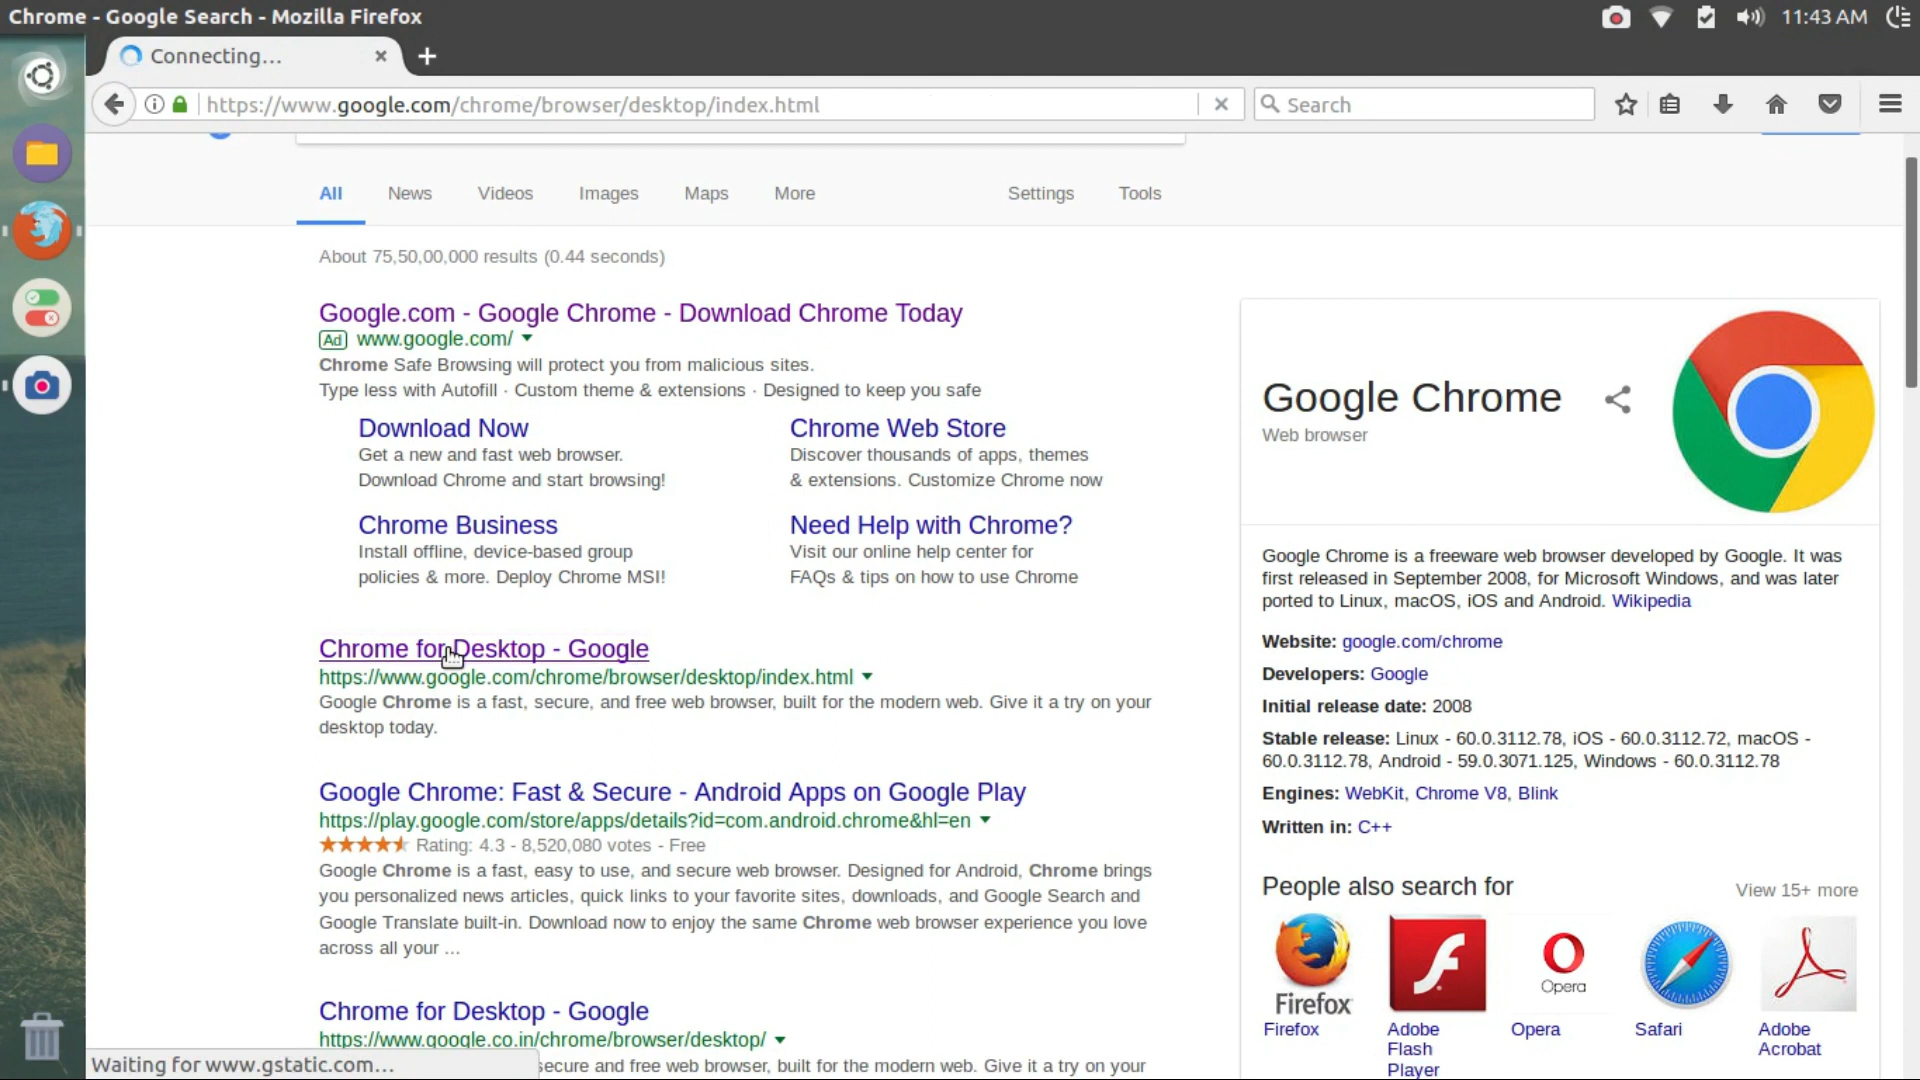 Chrome - Google Search - Mozilla Firefox
11:43 AM
Connecting…
https://www.google.com/chrome/browser/desktop/index.html
Search
All News Videos Images Maps More Settings Tools
About 75,50,00,000 results (0.44 seconds)
Google.com - Google Chrome - Download Chrome Today
Ad www.google.com/
Chrome Safe Browsing will protect you from malicious sites.
Type less with Autofill · Custom theme & extensions · Designed to keep you safe
Download Now
Get a new and fast web browser.
Download Chrome and start browsing!
Chrome Web Store
Discover thousands of apps, themes
& extensions. Customize Chrome now
Chrome Business
Install offline, device-based group
policies & more. Deploy Chrome MSI!
Need Help with Chrome?
Visit our online help center for
FAQs & tips on how to use Chrome
Chrome for Desktop - Google
https://www.google.com/chrome/browser/desktop/index.html
Google Chrome is a fast, secure, and free web browser, built for the modern web. Give it a try on your
desktop today.
Google Chrome: Fast & Secure - Android Apps on Google Play
https://play.google.com/store/apps/details?id=com.android.chrome&hl=en
Rating: 4.3 - 8,520,080 votes - Free
Google Chrome is a fast, easy to use, and secure web browser. Designed for Android, Chrome brings
you personalized news articles, quick links to your favorite sites, downloads, and Google Search and
Google Translate built-in. Download now to enjoy the same Chrome web browser experience you love
across all your ...
Chrome for Desktop - Google
https://www.google.co.in/chrome/browser/desktop/
secure and free web browser, built for the modern web. Give it a try on your
Waiting for www.gstatic.com…
Google Chrome
Web browser
Google Chrome is a freeware web browser developed by Google. It was
first released in September 2008, for Microsoft Windows, and was later
ported to Linux, macOS, iOS and Android. Wikipedia
Website: google.com/chrome
Developers: Google
Initial release date: 2008
Stable release: Linux - 60.0.3112.78, iOS - 60.0.3112.72, macOS -
60.0.3112.78, Android - 59.0.3071.125, Windows - 60.0.3112.78
Engines: WebKit, Chrome V8, Blink
Written in: C++
People also search for
View 15+ more
Firefox
Opera
Firefox
Adobe
Flash
Player
Opera
Safari
Adobe
Acrobat